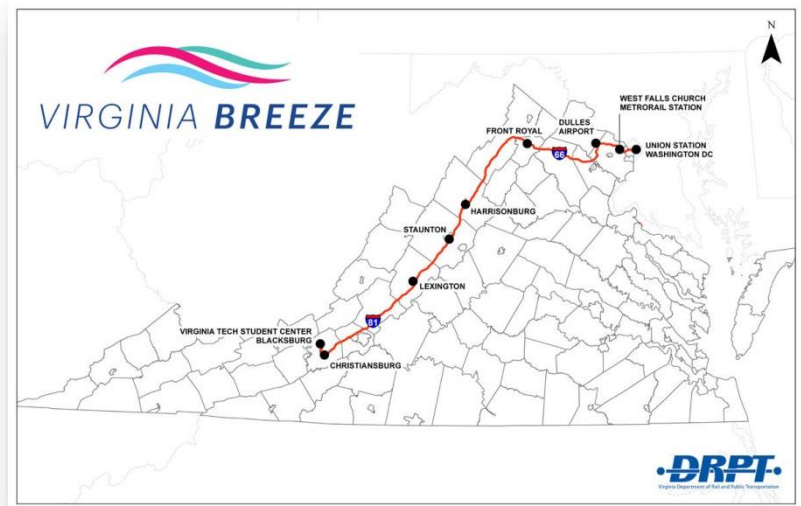 N
VIRGINIA BREEZE
WEST FALLS CHURCH
METRORAIL STATION
DULLES
AIRPORT
FRONT ROYAL
66
UNION STATION
WASHINGTON DC
HARRISONBURG
STAUNTON
LEXINGTON
81
VIRGINIA TECH STUDENT CENTER
BLACKSBURG
CHRISTIANSBURG
DRPT
Virginia Department of Rail and Public Transportation